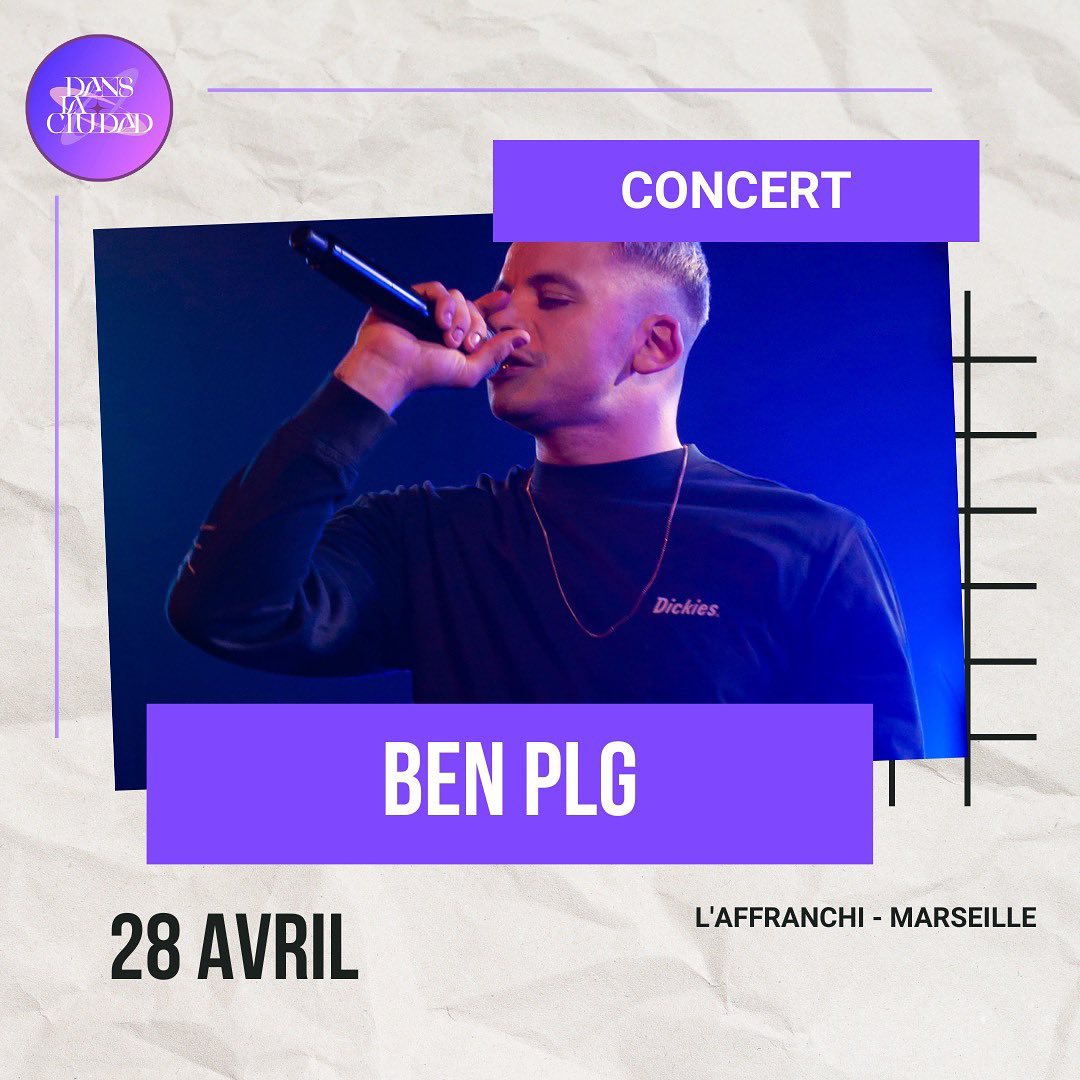 DANS
LA
CIUDAD
CONCERT
Dickies.
BEN PLG
28 AVRIL
L'AFFRANCHI - MARSEILLE